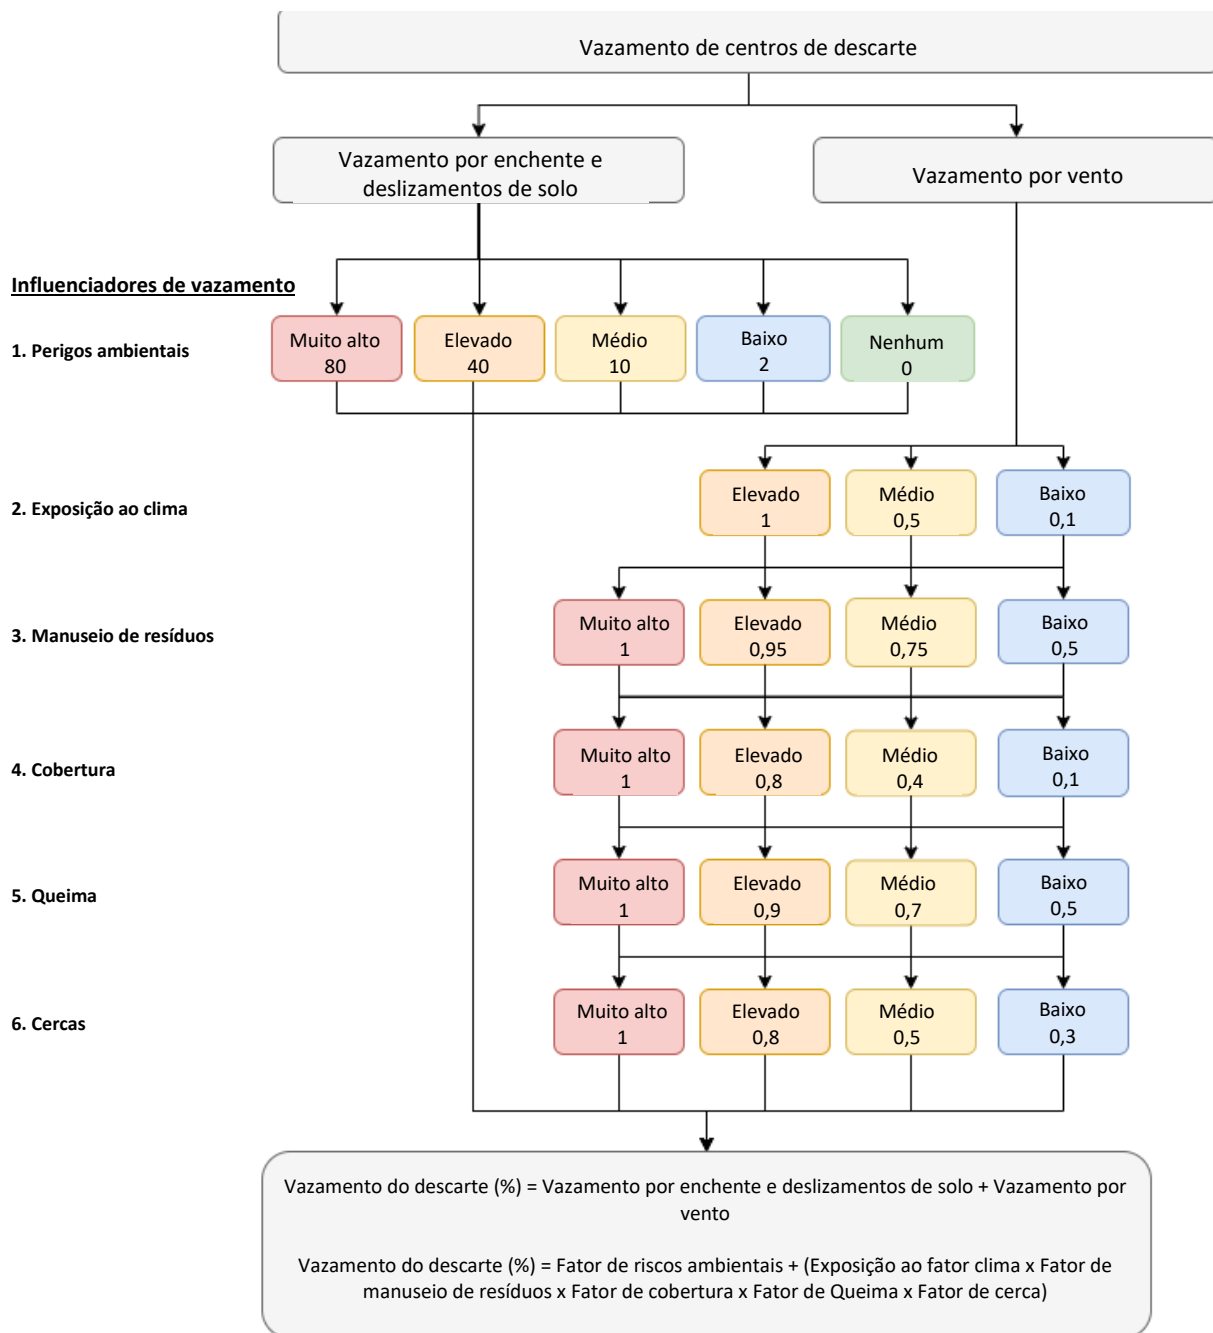 Vazamento de centros de descarte
Vazamento por enchente e
deslizamentos de solo
Vazamento por vento
Influenciadores de vazamento
1. Perigos ambientais
Muito alto
80
Elevado
40
Médio
10
Baixo
2
Nenhum
0
2. Exposição ao clima
Elevado
1
Médio
0,5
Baixo
0,1
3. Manuseio de resíduos
Muito alto
1
Elevado
0,95
Médio
0,75
Baixo
0,5
4. Cobertura
Muito alto
1
Elevado
0,8
Médio
0,4
Baixo
0,1
5. Queima
Muito alto
1
Elevado
0,9
Médio
0,7
Baixo
0,5
6. Cercas
Muito alto
1
Elevado
0,8
Médio
0,5
Baixo
0,3
Vazamento do descarte (%) = Vazamento por enchente e deslizamentos de solo + Vazamento por
vento
Vazamento do descarte (%) = Fator de riscos ambientais + (Exposição ao fator clima x Fator de
manuseio de resíduos x Fator de cobertura x Fator de Queima x Fator de cerca)